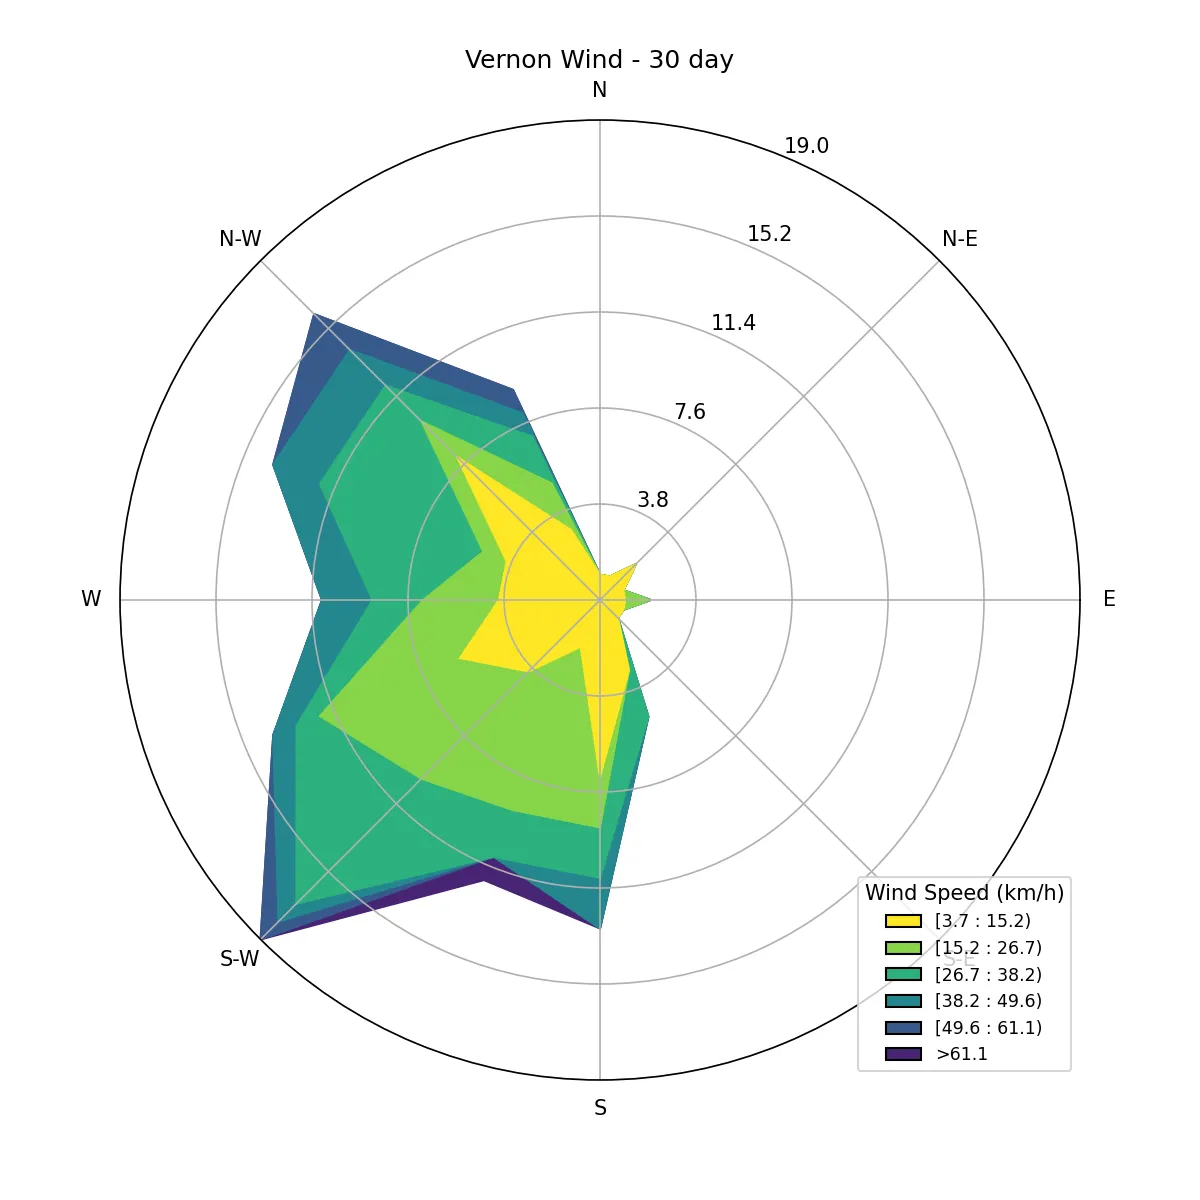 Vernon Wind - 30 day
N
19.0
15.2
N-W
N-E
11.4
7.6
3.8
W
E
Wind Speed (km/h)
[3.7 : 15.2)
[15.2 : 26.7)
S-W
S-E
[26.7 : 38.2)
[38.2 : 49.6)
[49.6 : 61.1)
>61.1
S